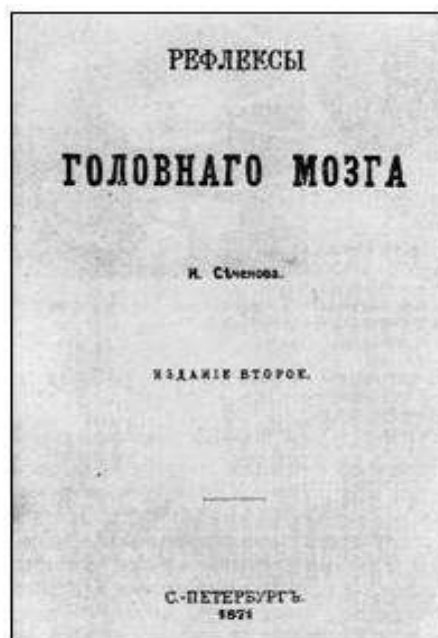 РЕФЛЕКСЫ
ГОЛОВНАГО МОЗГА
И. Сѣченова.
ИЗДАНІЕ ВТОРОЕ.
С.-ПЕТЕРБУРГЪ.
1871